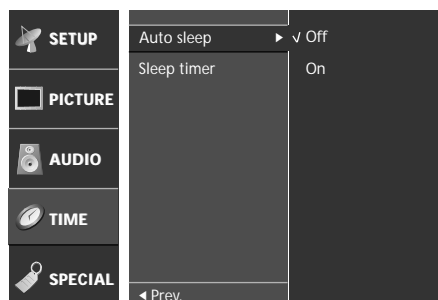 SETUP
PICTURE
AUDIO
TIME
SPECIAL
Auto sleep
Sleep timer
Prev.
√ Off
On